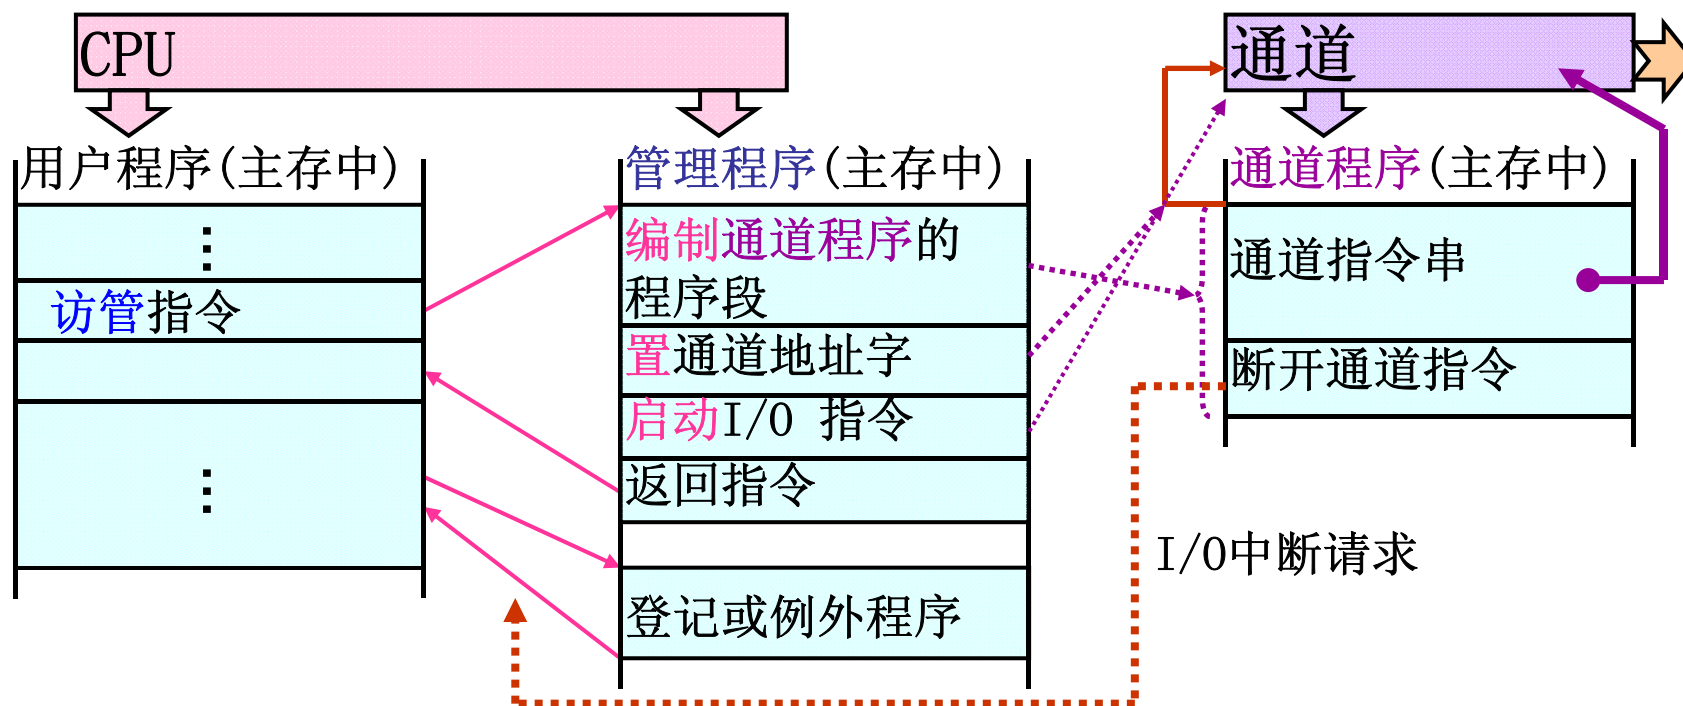 CPU
通道
用户程序(主存中)
管理程序(主存中)
通道程序(主存中)
⋮
访管指令
⋮
编制通道程序的
程序段
置通道地址字
启动I/O 指令
返回指令
登记或例外程序
通道指令串
断开通道指令
I/O中断请求